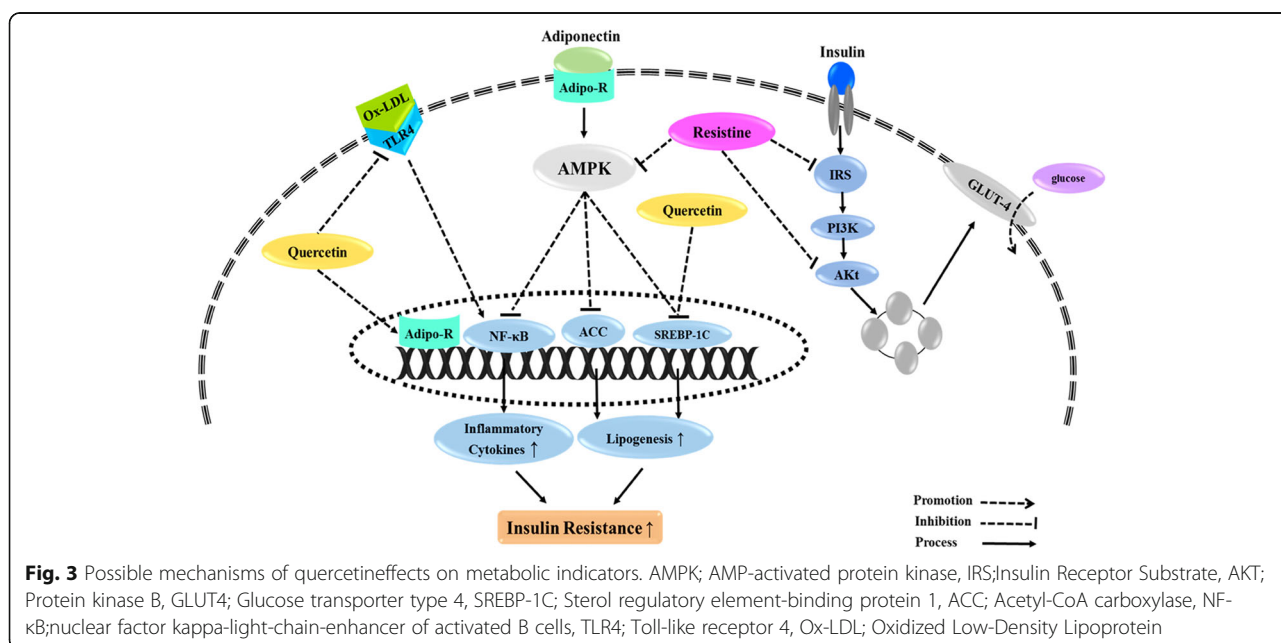 Adiponectin
Adipo-R
Insulin
Ox-LDL
TLR4
Resistine
AMPK
IRS
GLUT-4
glucose
Quercetin
PI3K
Quercetin
AKt
Adipo-R
NF-κB
ACC
SREBP-1C
Inflammatory
Cytokines ↑
Lipogenesis ↑
Insulin Resistance ↑
Promotion
Inhibition
Process
Fig. 3 Possible mechanisms of quercetineffects on metabolic indicators. AMPK; AMP-activated protein kinase, IRS;Insulin Receptor Substrate, AKT;
Protein kinase B, GLUT4; Glucose transporter type 4, SREBP-1C; Sterol regulatory element-binding protein 1, ACC; Acetyl-CoA carboxylase, NF-
κB;nuclear factor kappa-light-chain-enhancer of activated B cells, TLR4; Toll-like receptor 4, Ox-LDL; Oxidized Low-Density Lipoprotein